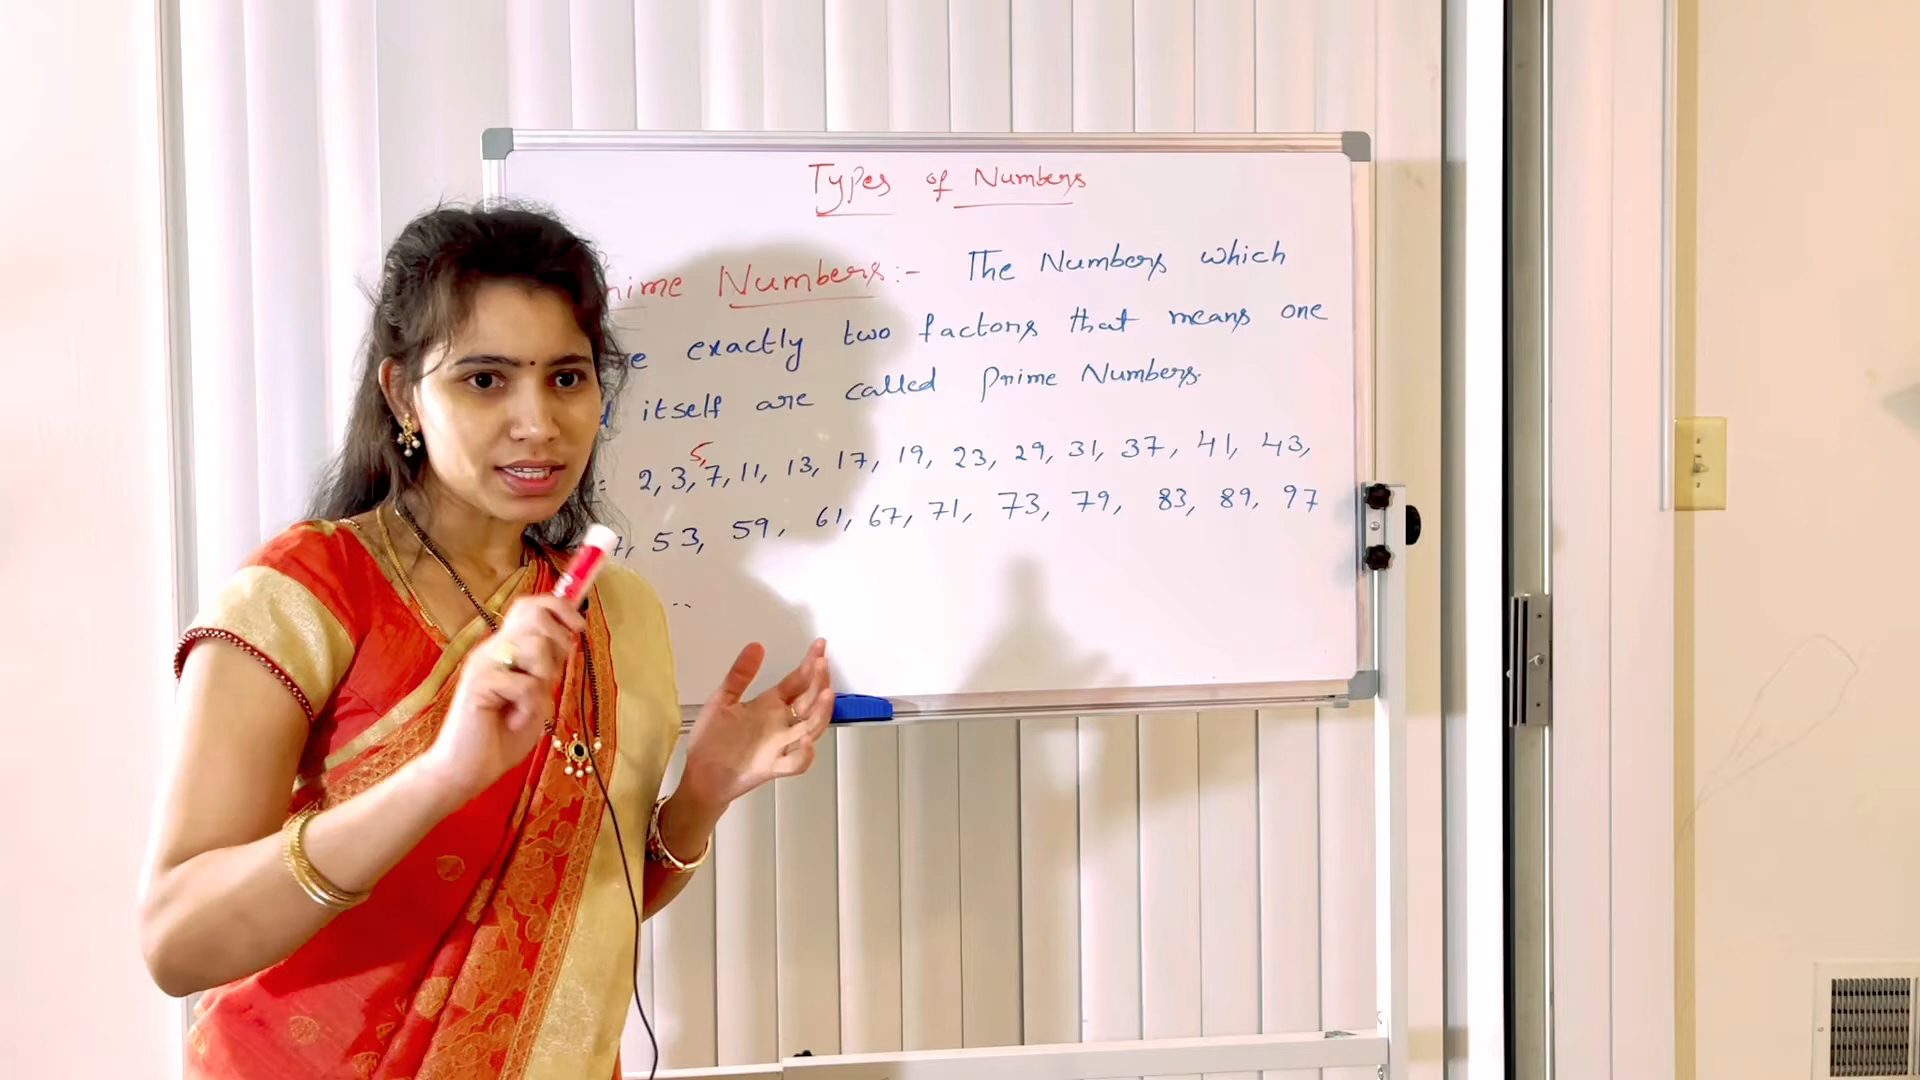 Types of Numbers
Prime Numbers:- The Numbers which
exactly two factors that means one
itself are called prime Numbers.
2, 3, 5, 7, 11, 13, 17, 19, 23, 29, 31, 37, 41, 43,
53, 59, 61, 67, 71, 73, 79, 83, 89, 97